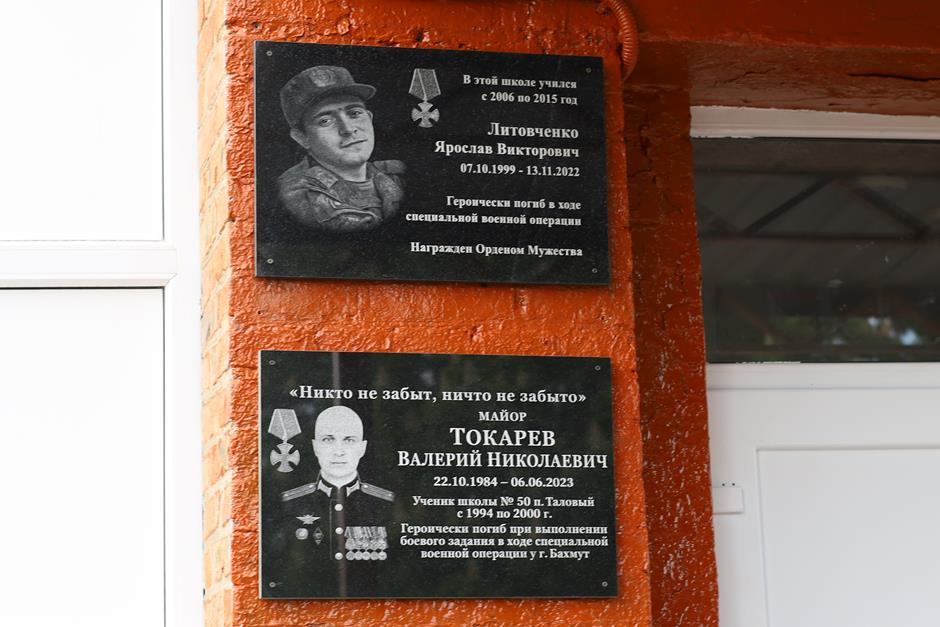 В этой школе учился
с 2006 по 2015 год
Литовченко
Ярослав Викторович
07.10.1999 - 13.11.2022
Героически погиб в ходе
специальной военной операции
Награжден Орденом Мужества
«Никто не забыт, ничто не забыто»
МАЙОР
ТОКАРЕВ
ВАЛЕРИЙ НИКОЛАЕВИЧ
22.10.1984 – 06.06.2023
Ученик школы № 50 п. Таловый
с 1994 по 2000 г.
Героически погиб при выполнении
боевого задания в ходе специальной
военной операции у г. Бахмут